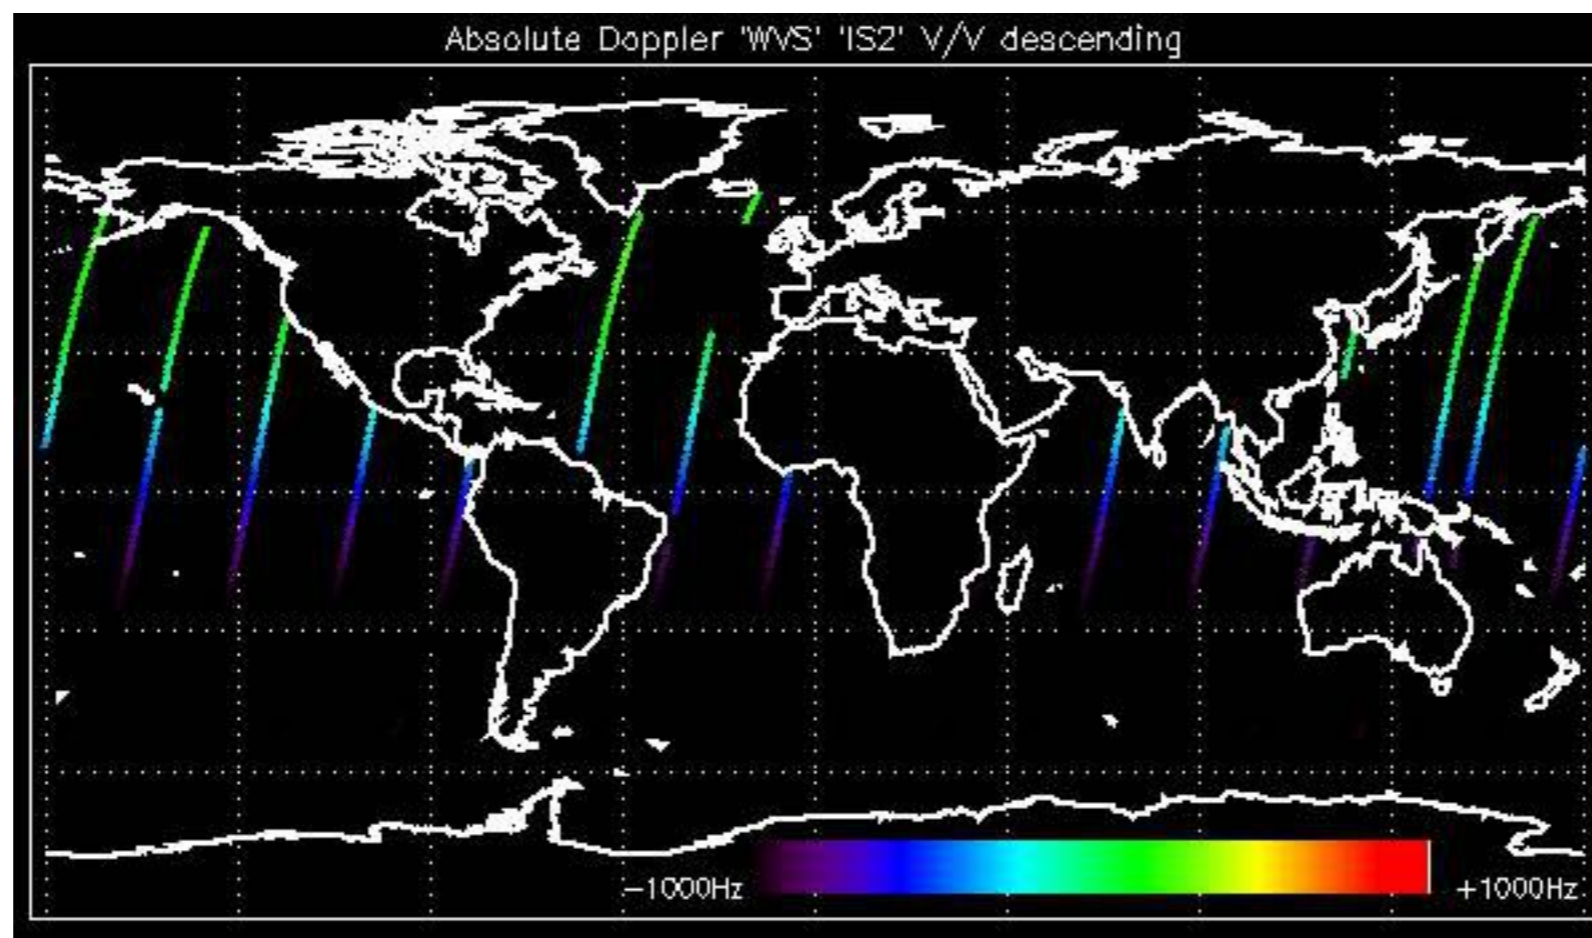 Absolute Doppler 'WVS' 'IS2' V/V descending
−1000Hz
+1000Hz